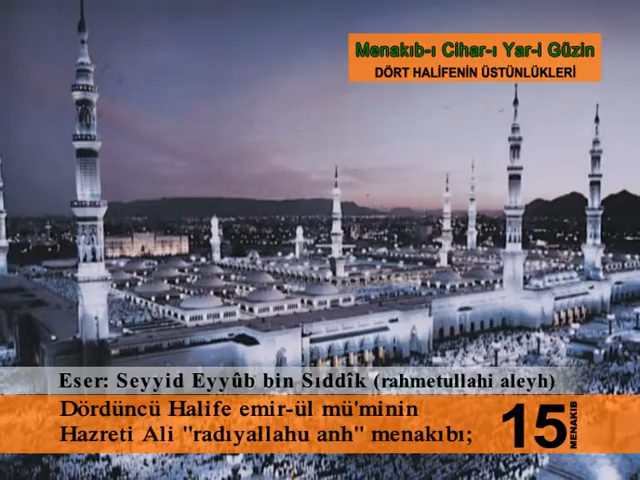 Menakıb-ı Cihar-ı Yar-i Güzin
DÖRT HALİFENİN ÜSTÜNLÜKLERİ
Eser: Seyyid Eyyûb bin Sıddîk (rahmetullahi aleyh)
Dördüncü Halife emir-ül mü'minin
Hazreti Ali "radıyallahu anh" menakıbı;
15
MENAKIB